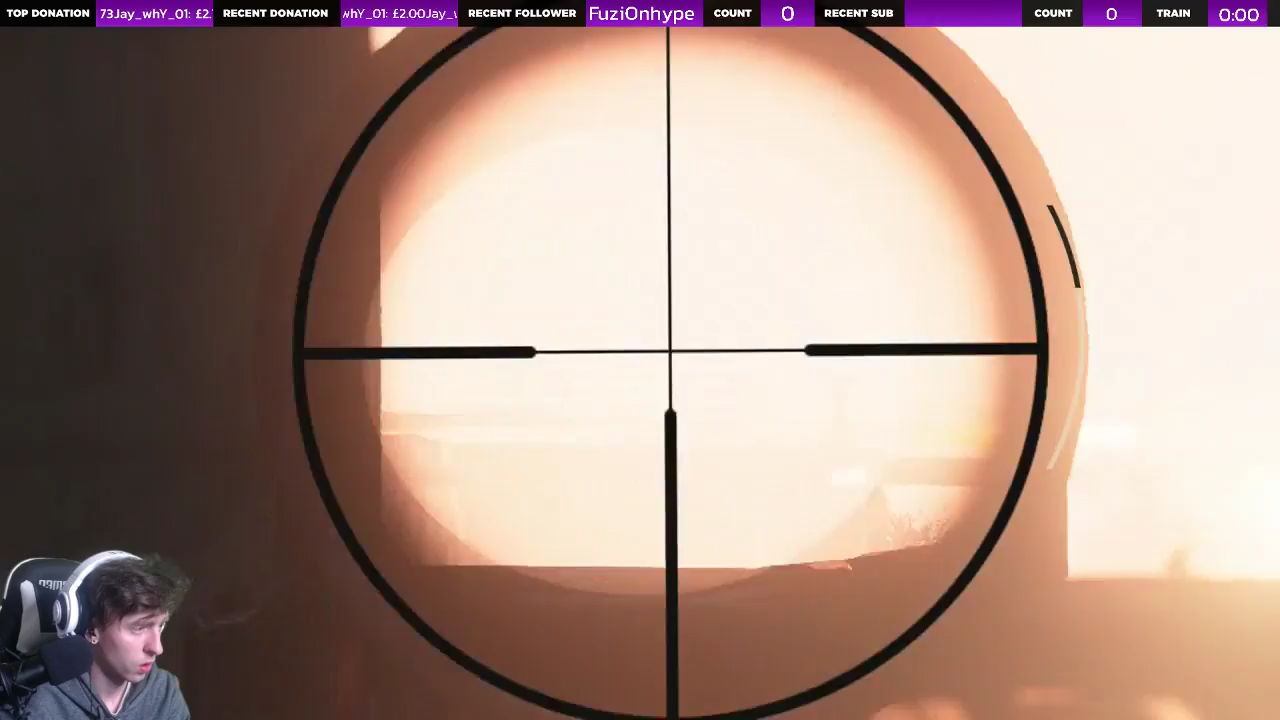 TOP DONATION 73Jay_whY_01: £2. RECENT DONATION whY_01: £2.00Jay_ RECENT FOLLOWER FuziOnhype COUNT 0 RECENT SUB COUNT 0 TRAIN 0:00